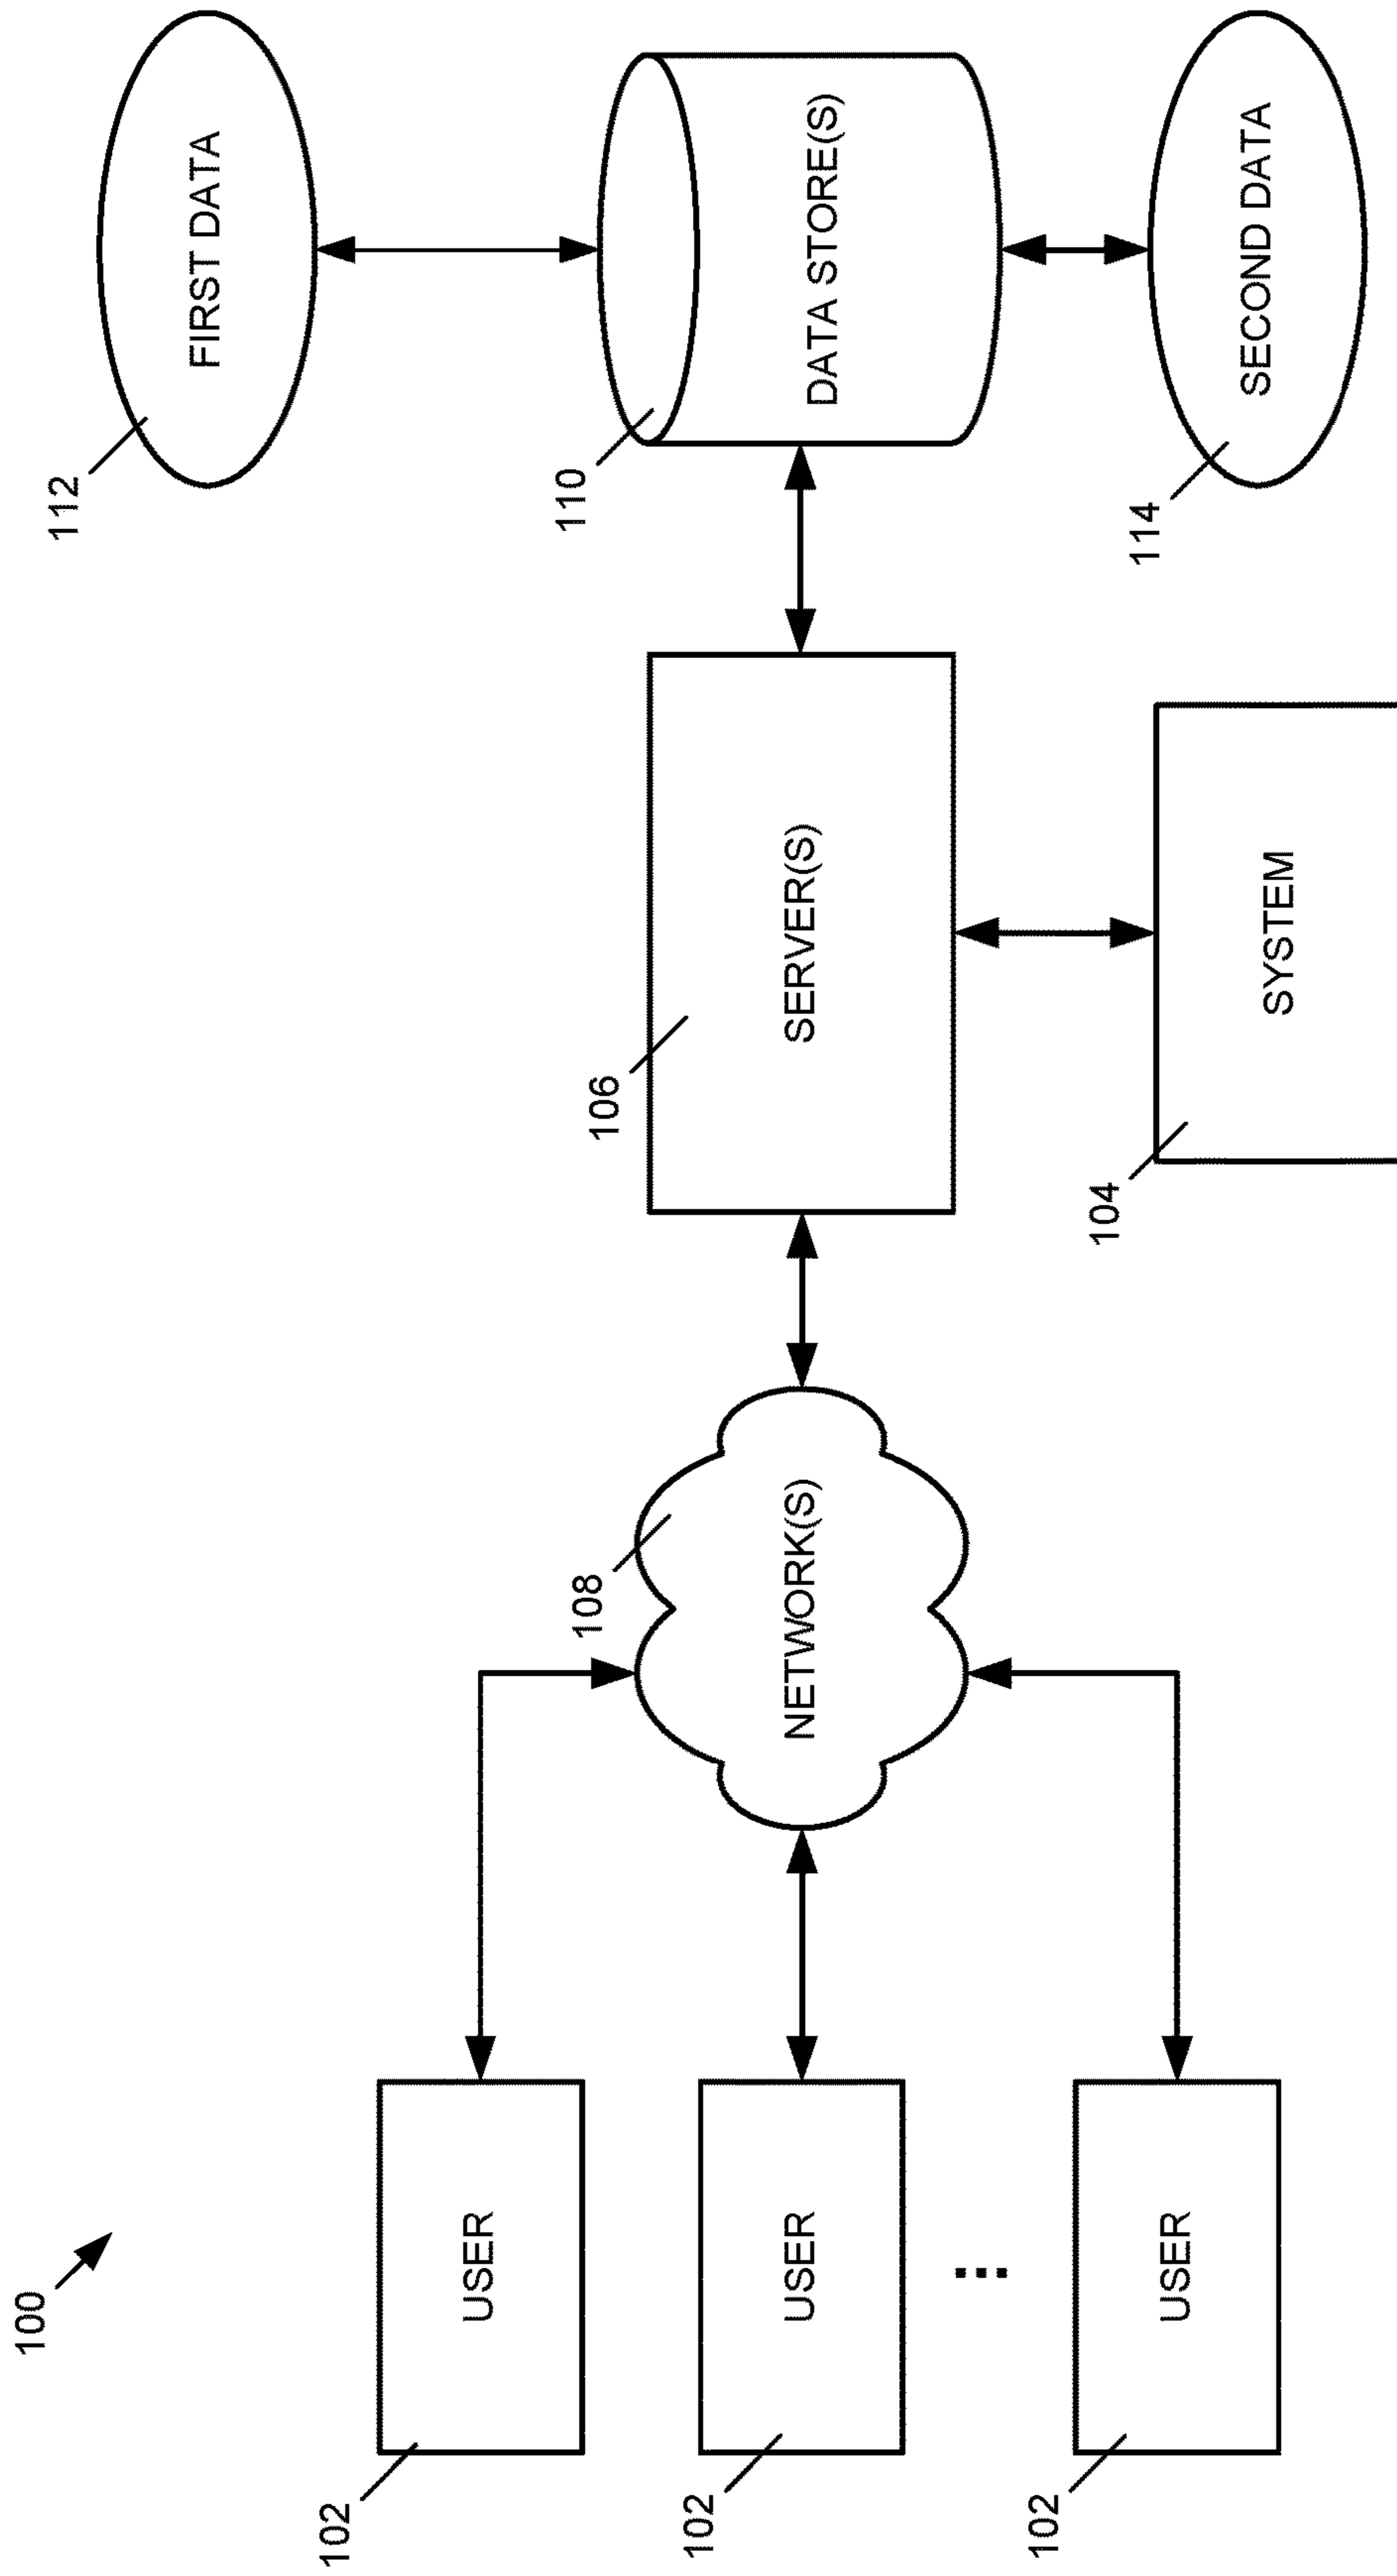 100
102
USER
102
USER
102
USER
108
NETWORK(S)
106
SERVER(S)
104
SYSTEM
112
FIRST DATA
110
DATA STORE(S)
114
SECOND DATA